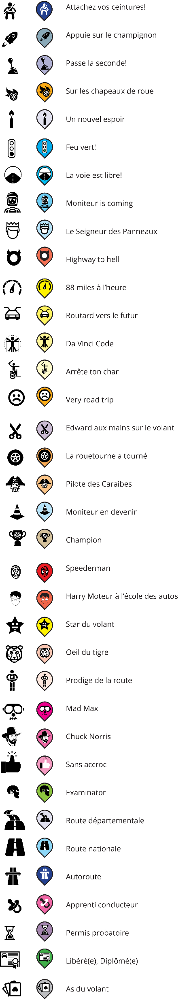 Attachez vos ceintures!
Appuie sur le champignon
Passe la seconde!
Sur les chapeaux de roue
Un nouvel espoir
Feu vert!
La voie est libre!
Moniteur is coming
Le Seigneur des Panneaux
Highway to hell
88 miles à l’heure
Routard vers le futur
Da Vinci Code
Arrête ton char
Very road trip
Edward aux mains sur le volant
La rouetourne a tourné
Pilote des Caraibes
Moniteur en devenir
Champion
Speederman
Harry Moteur à l’école des autos
Star du volant
Oeil du tigre
Prodige de la route
Mad Max
Chuck Norris
Sans accroc
Examinator
Route départementale
Route nationale
Autoroute
Apprenti conducteur
Permis probatoire
Libéré(e), Diplômé(e)
As du volant